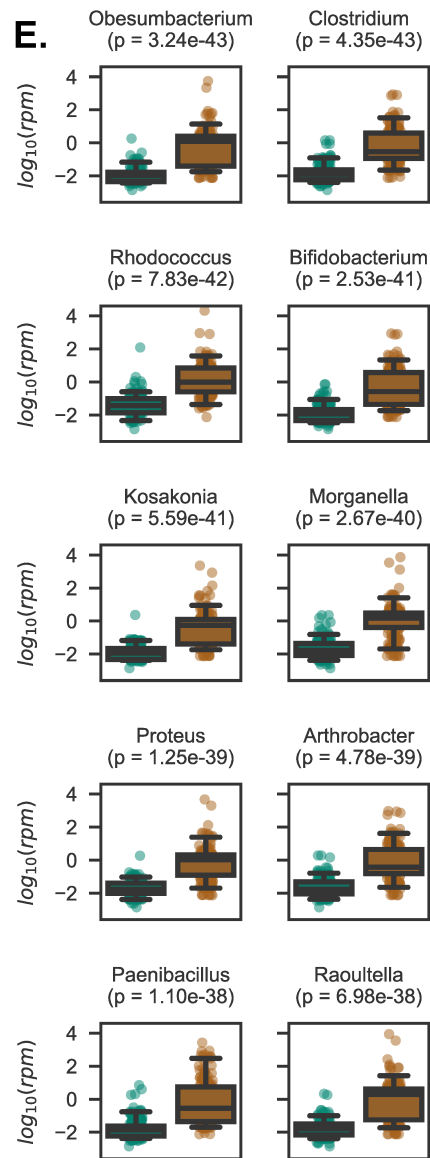 E.
Obesumbacterium Clostridium
(p = 3.24e-43) (p = 4.35e-43)
4
0
−2
log10(rpm)
Rhodococcus Bifidobacterium
(p = 7.83e-42) (p = 2.53e-41)
4
2
0
−2
log10(rpm)
Kosakonia Morganella
(p = 5.59e-41) (p = 2.67e-40)
4
2
0
−2
log10(rpm)
Proteus Arthrobacter
(p = 1.25e-39) (p = 4.78e-39)
4
2
0
−2
log10(rpm)
Paenibacillus Raoultella
(p = 1.10e-38) (p = 6.98e-38)
4
2
0
−2
log10(rpm)